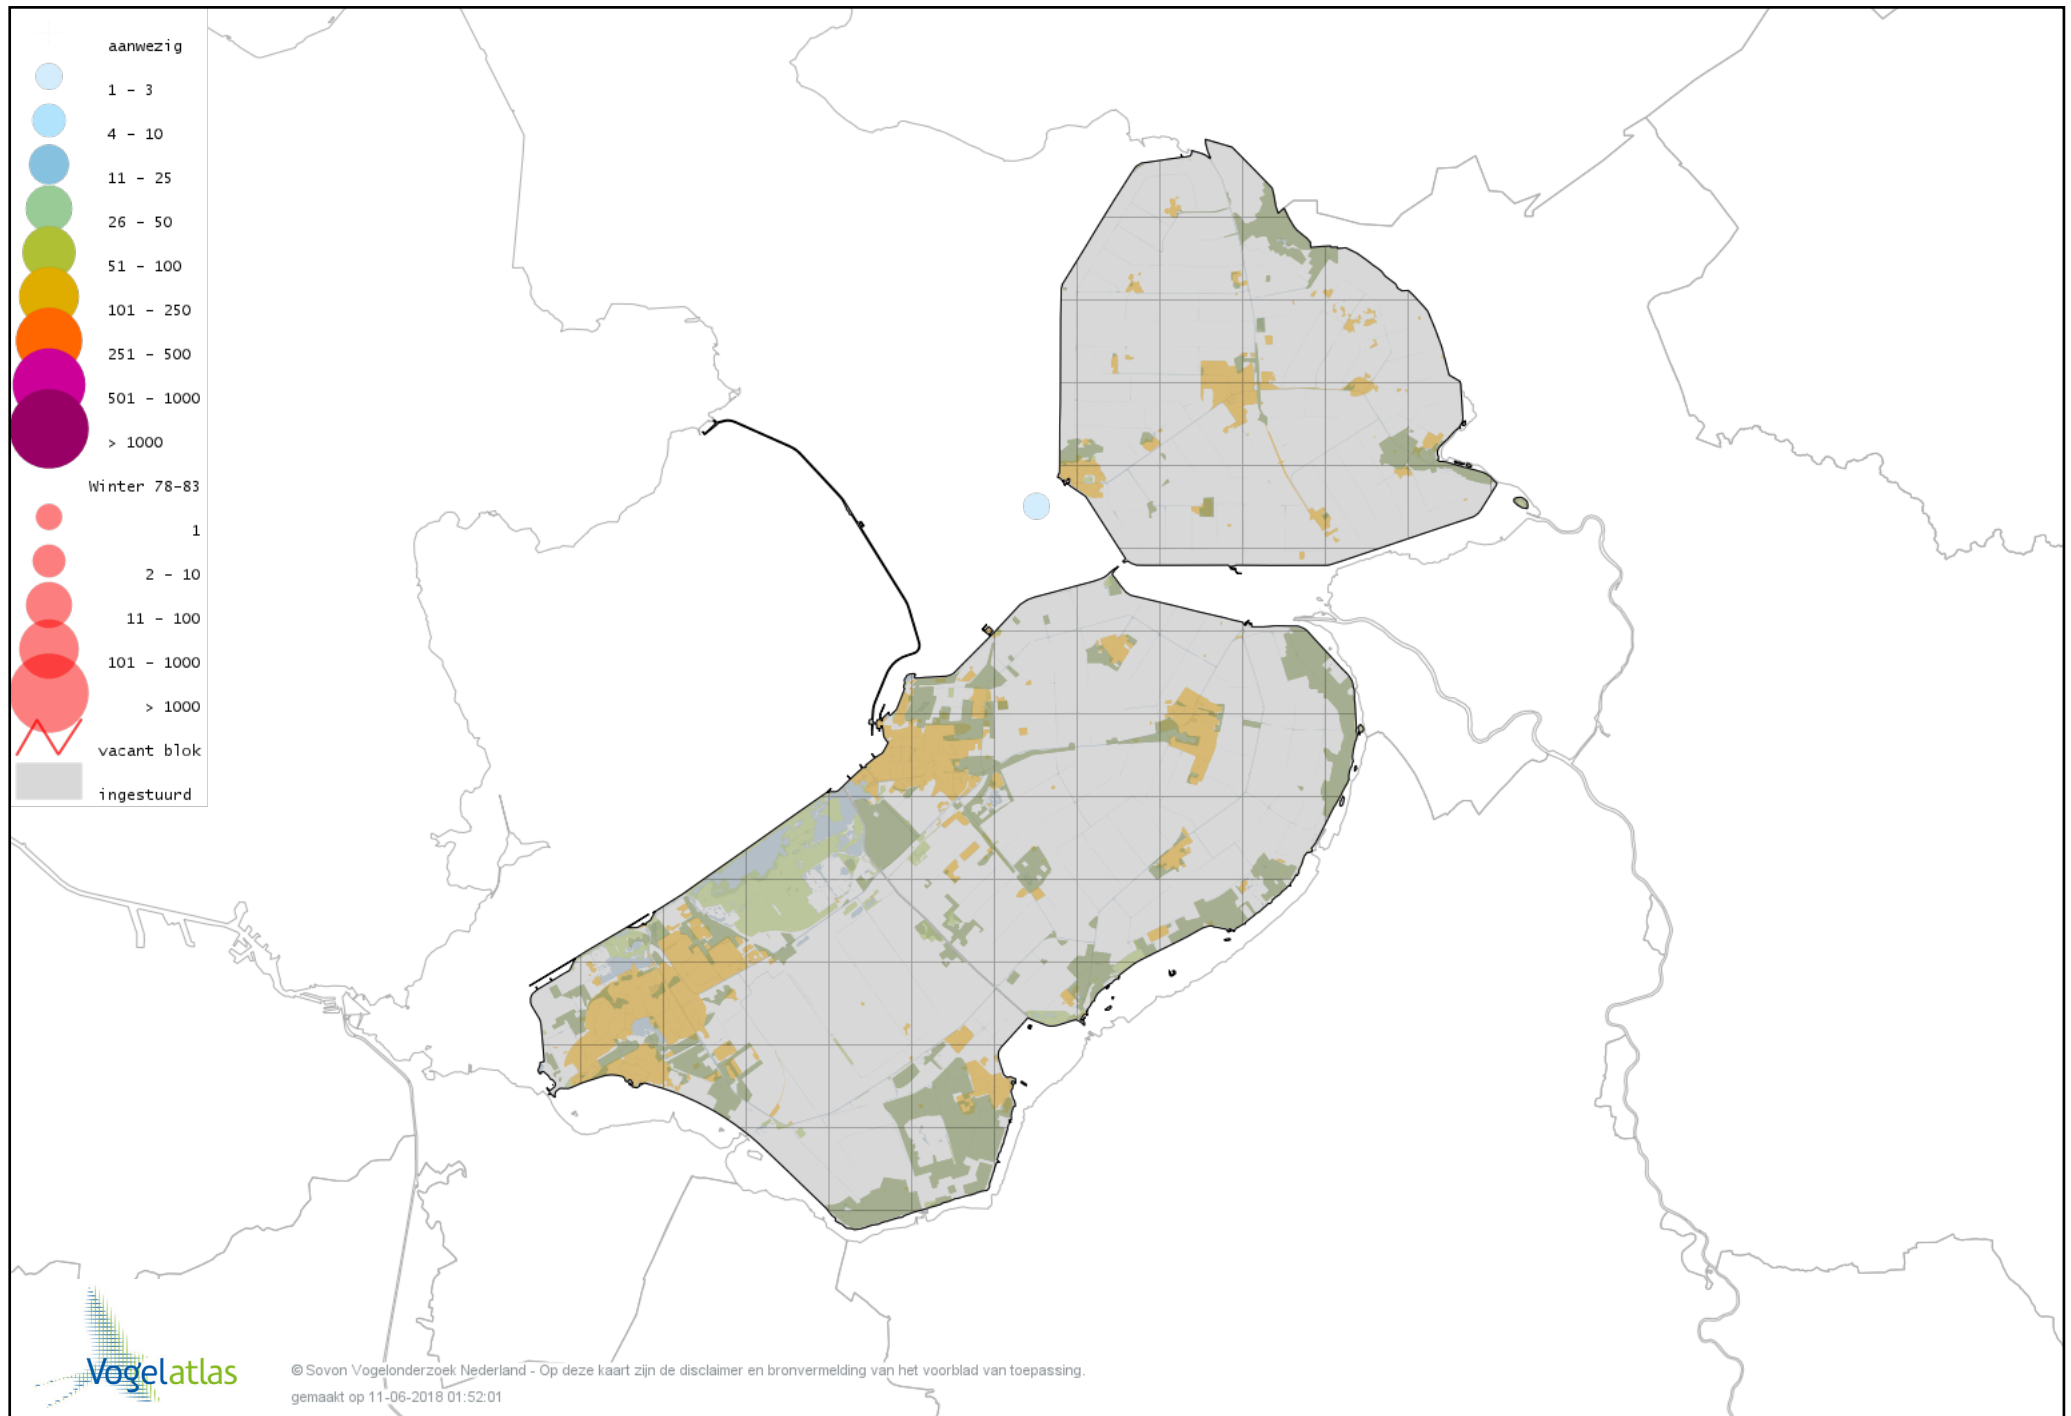 aanwezig
1 - 3
4 - 10
11 - 25
26 - 50
51 - 100
101 - 250
251 - 500
501 - 1000
> 1000
Winter 78-83
1
2 - 10
11 - 100
101 - 1000
> 1000
vacant blok
ingestuurd
Vogelatlas
© Sovon Vogelonderzoek Nederland - Op deze kaart zijn de disclaimer en bronvermelding van het voorblad van toepassing.
gemaakt op 11-06-2018 01:52:01